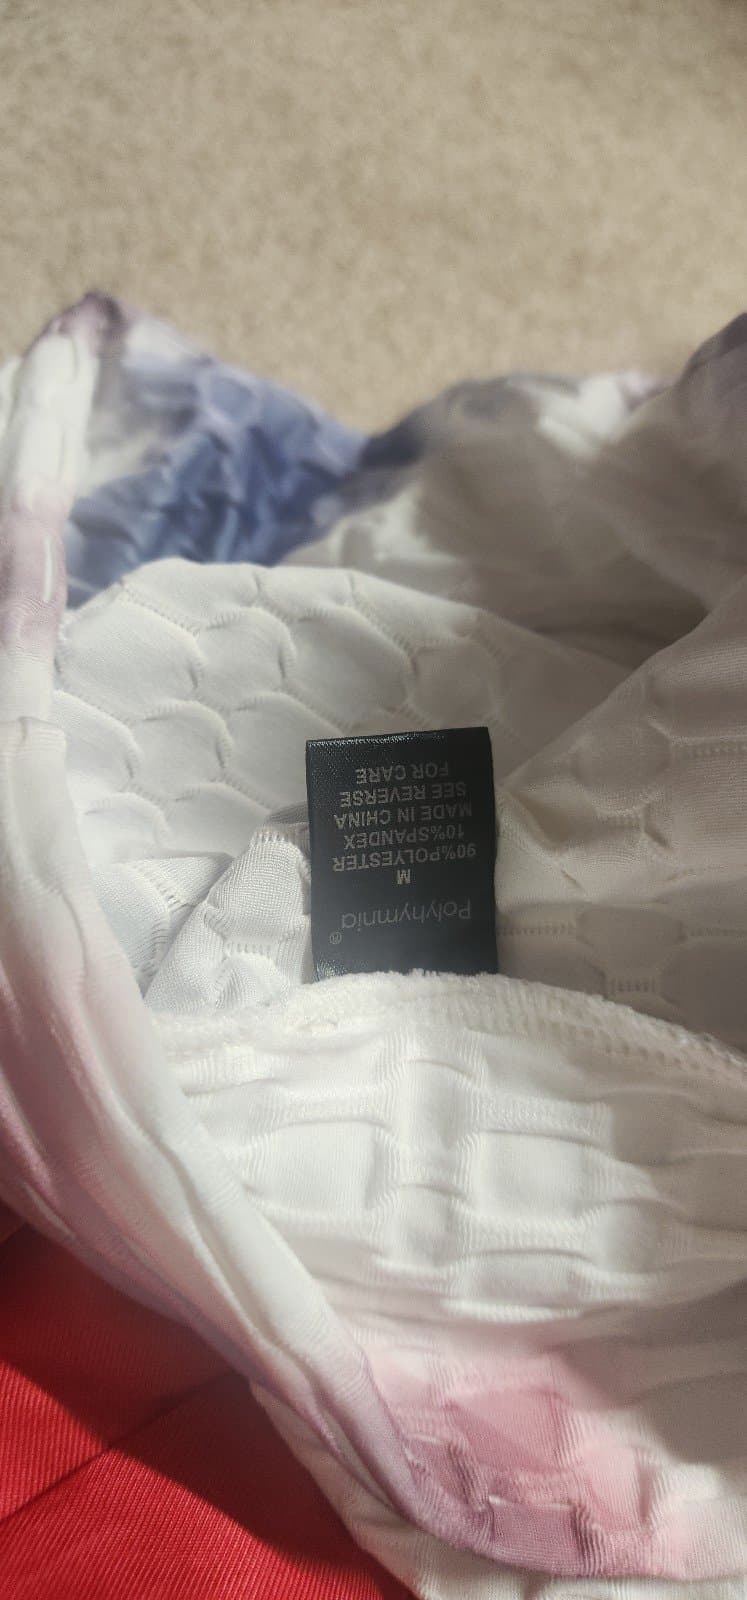 Polyhymnia®
M
90%POLYESTER
10%SPANDEX
MADE IN CHINA
SEE REVERSE
FOR CARE